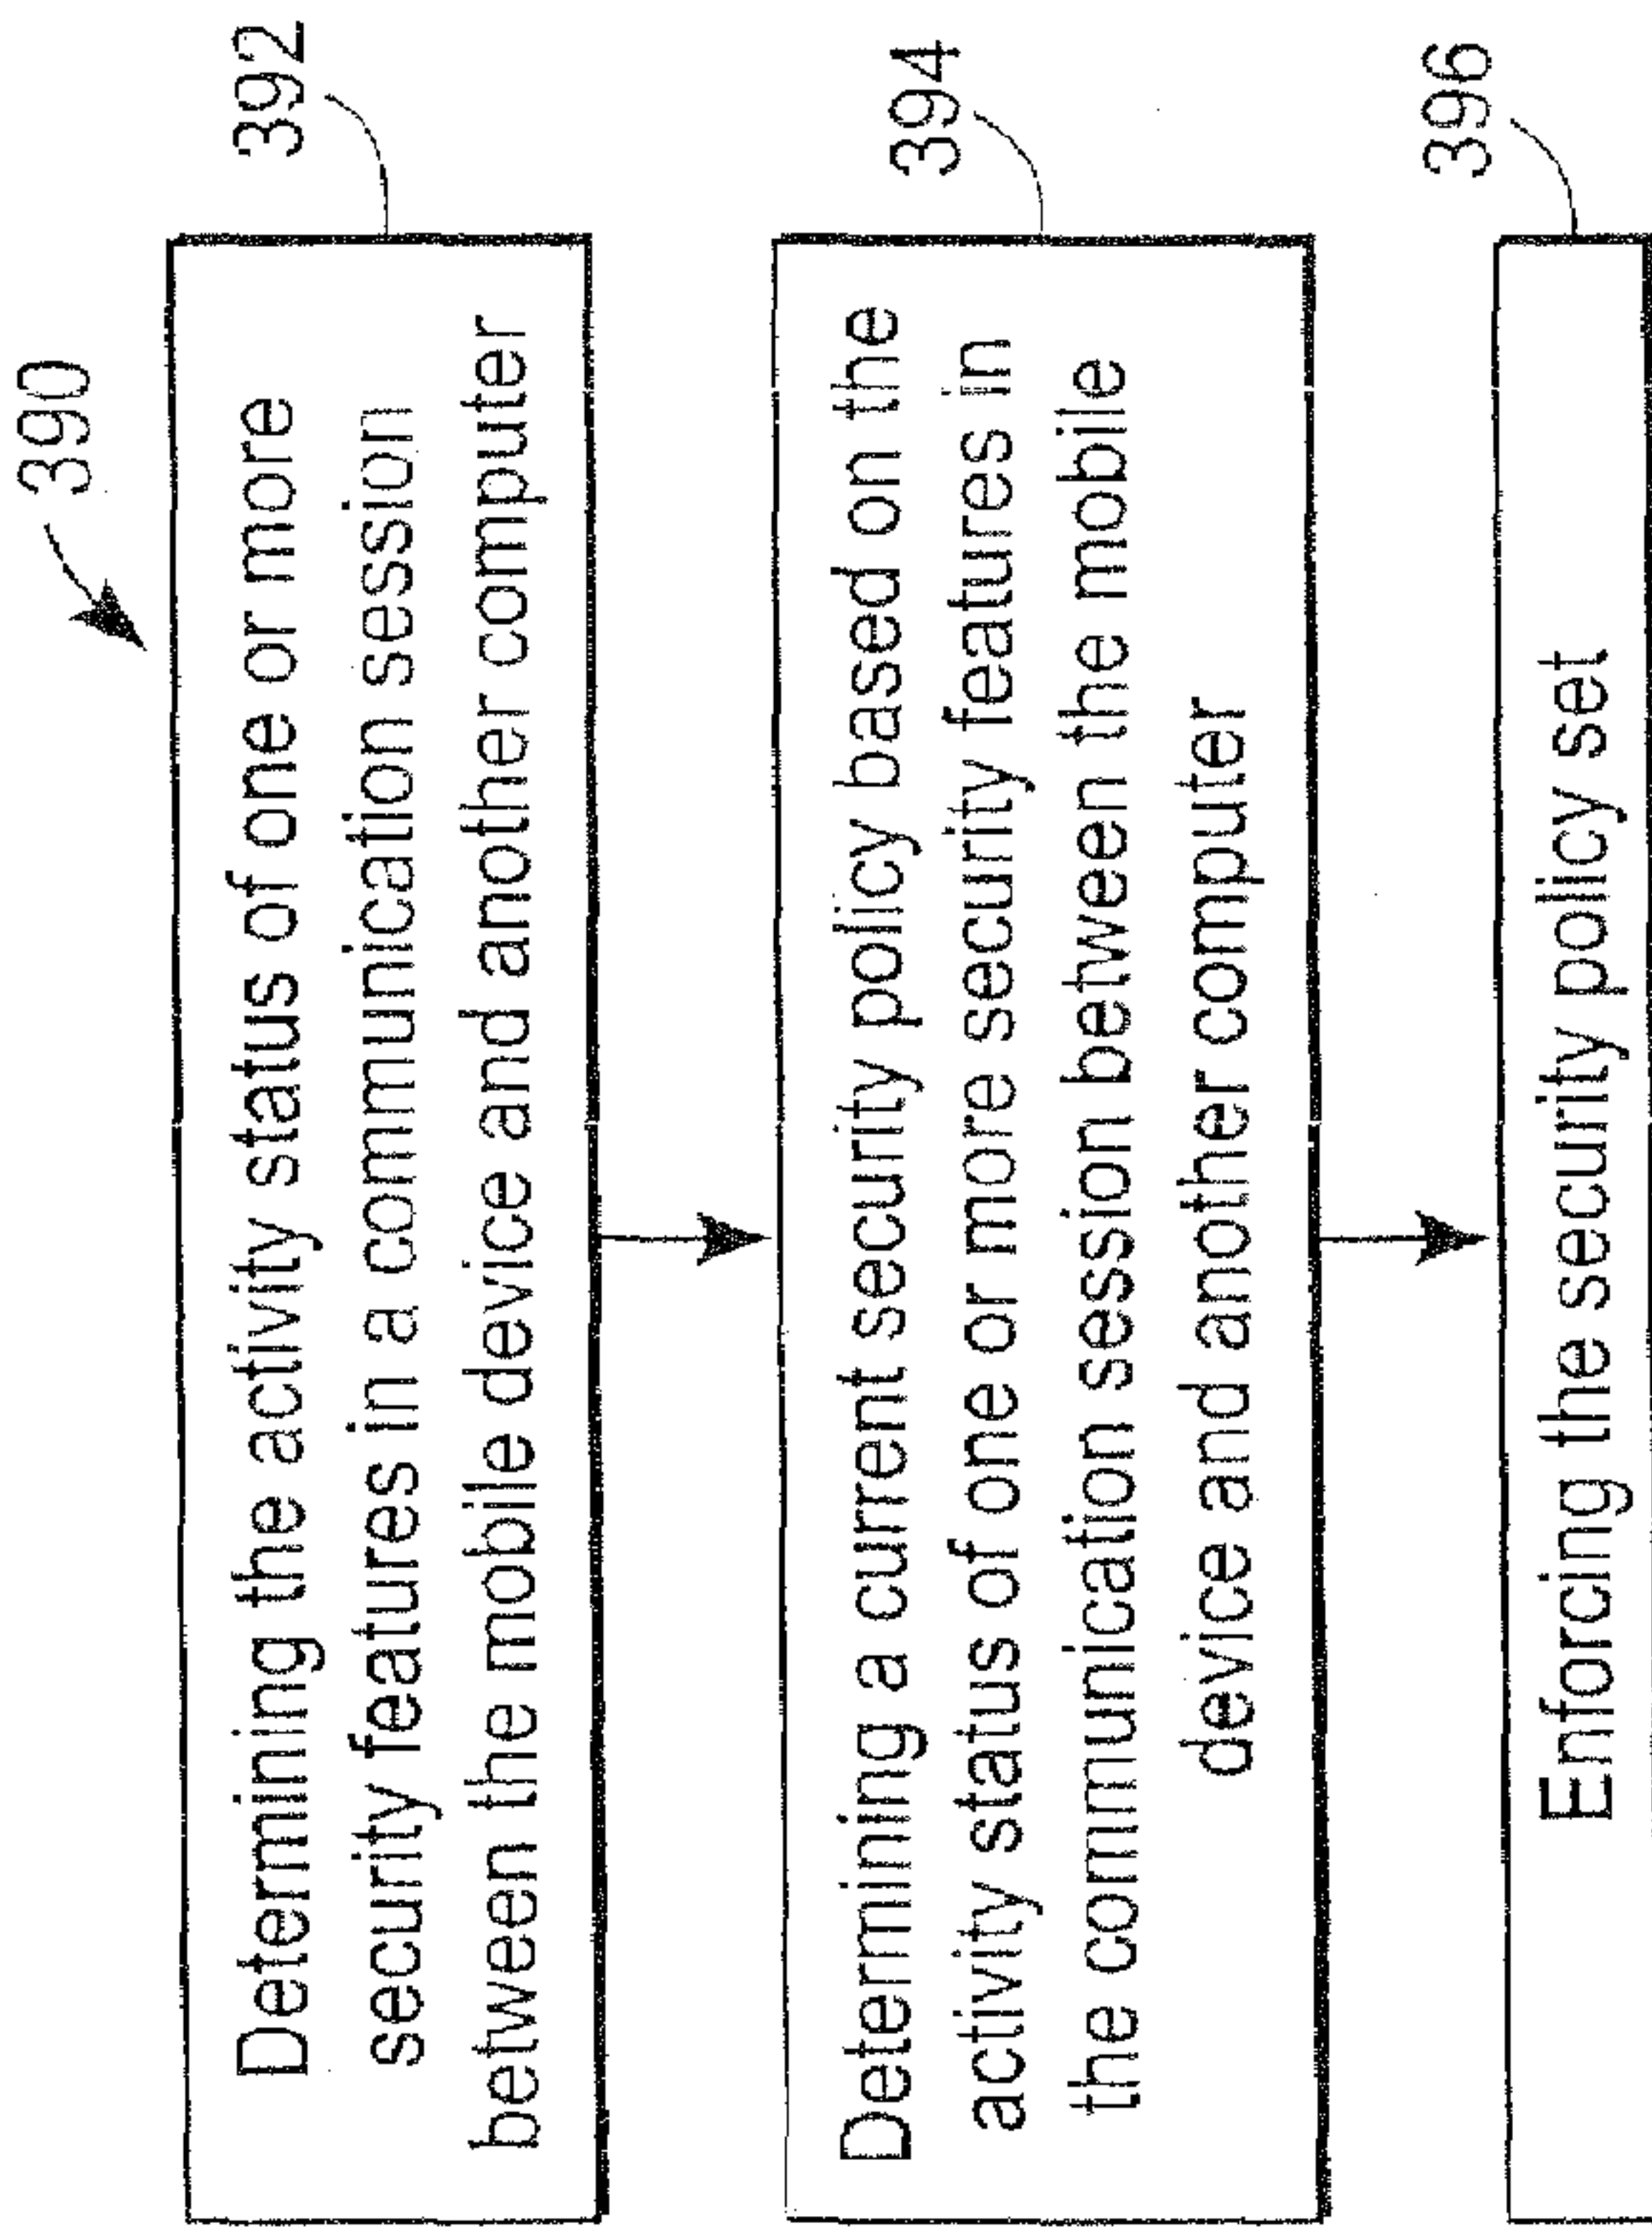 390
392
Determining the activity status of one or more
security features in a communication session
between the mobile device and another computer
394
Determining a current security policy based on the
activity status of one or more security features in
the communication session between the mobile
device and another computer
396
Enforcing the security policy set